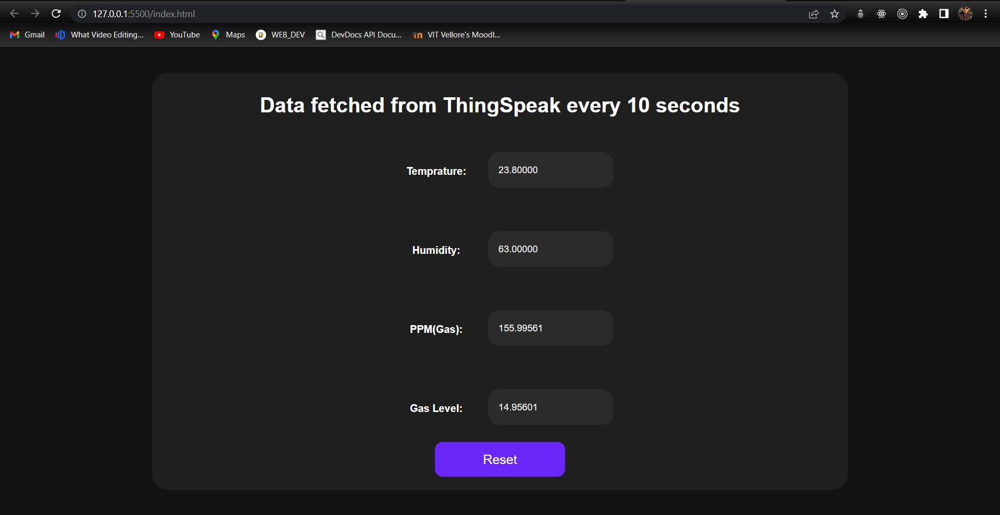 127.0.0.1:5500/index.html
Gmail What Video Editing... YouTube Maps WEB_DEV DevDocs API Docu... VIT Vellore's Moodl...
Data fetched from ThingSpeak every 10 seconds
Temprature: 23.80000
Humidity: 63.00000
PPM(Gas): 155.99561
Gas Level: 14.95601
Reset